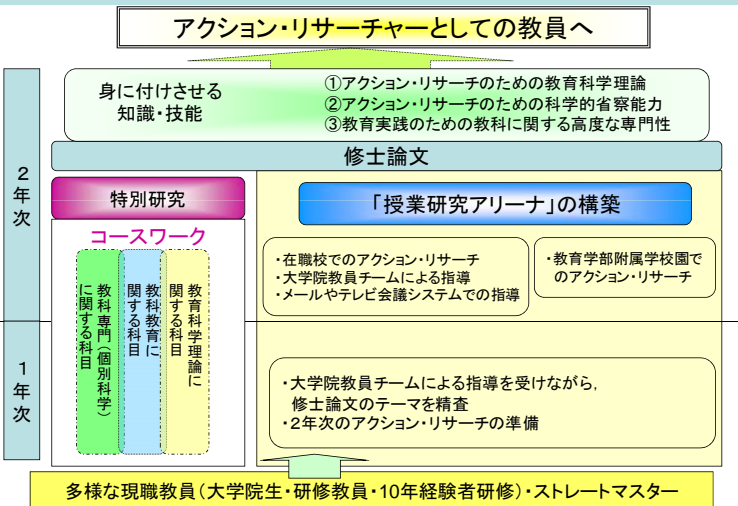 アクション・リサーチャーとしての教員へ
身に付けさせる
知識・技能
①アクション・リサーチのための教育科学理論
②アクション・リサーチのための科学的省察能力
③教育実践のための教科に関する高度な専門性
修士論文
2年次
特別研究
コースワーク
教科専門（個別科学）
に関する科目
教科教育に
関する科目
教育科学理論に
関する科目
「授業研究アリーナ」の構築
・在職校でのアクション・リサーチ
・大学院教員チームによる指導
・メールやテレビ会議システムでの指導
・教育学部附属学校園で
のアクション・リサーチ
1年次
・大学院教員チームによる指導を受けながら，
修士論文のテーマを精査
・2年次のアクション・リサーチの準備
多様な現職教員（大学院生・研修教員・10年経験者研修）・ストレートマスター